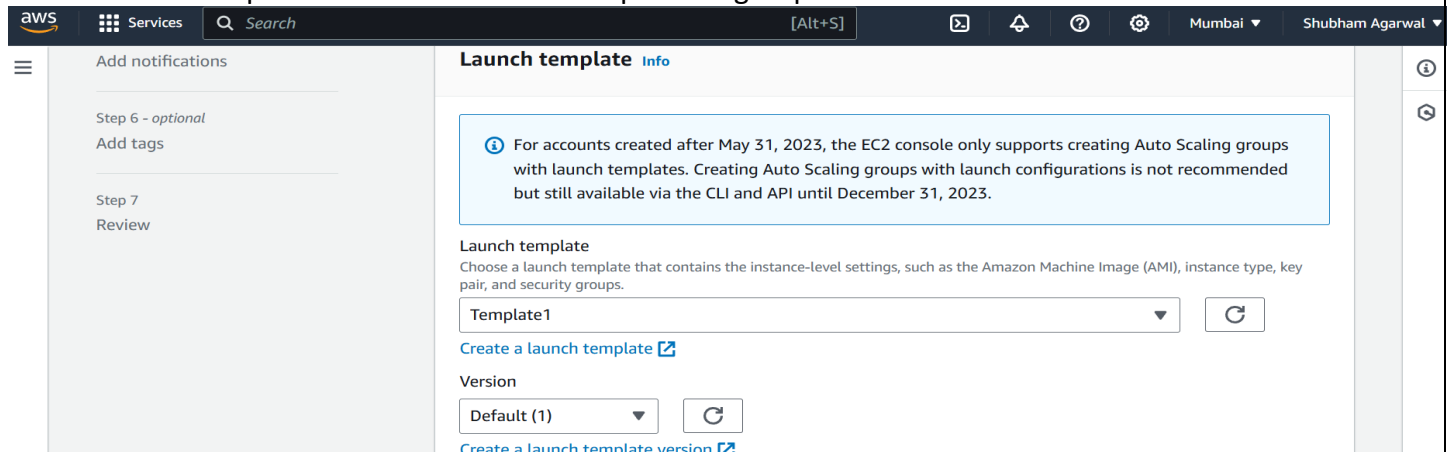 aws
Services
Search
[Alt+S]
Mumbai
Shubham Agarwal
Add notifications
Step 6 - optional
Add tags
Step 7
Review
Launch template Info
For accounts created after May 31, 2023, the EC2 console only supports creating Auto Scaling groups
with launch templates. Creating Auto Scaling groups with launch configurations is not recommended
but still available via the CLI and API until December 31, 2023.
Launch template
Choose a launch template that contains the instance-level settings, such as the Amazon Machine Image (AMI), instance type, key
pair, and security groups.
Template1
Create a launch template
Version
Default (1)
Create a launch template version